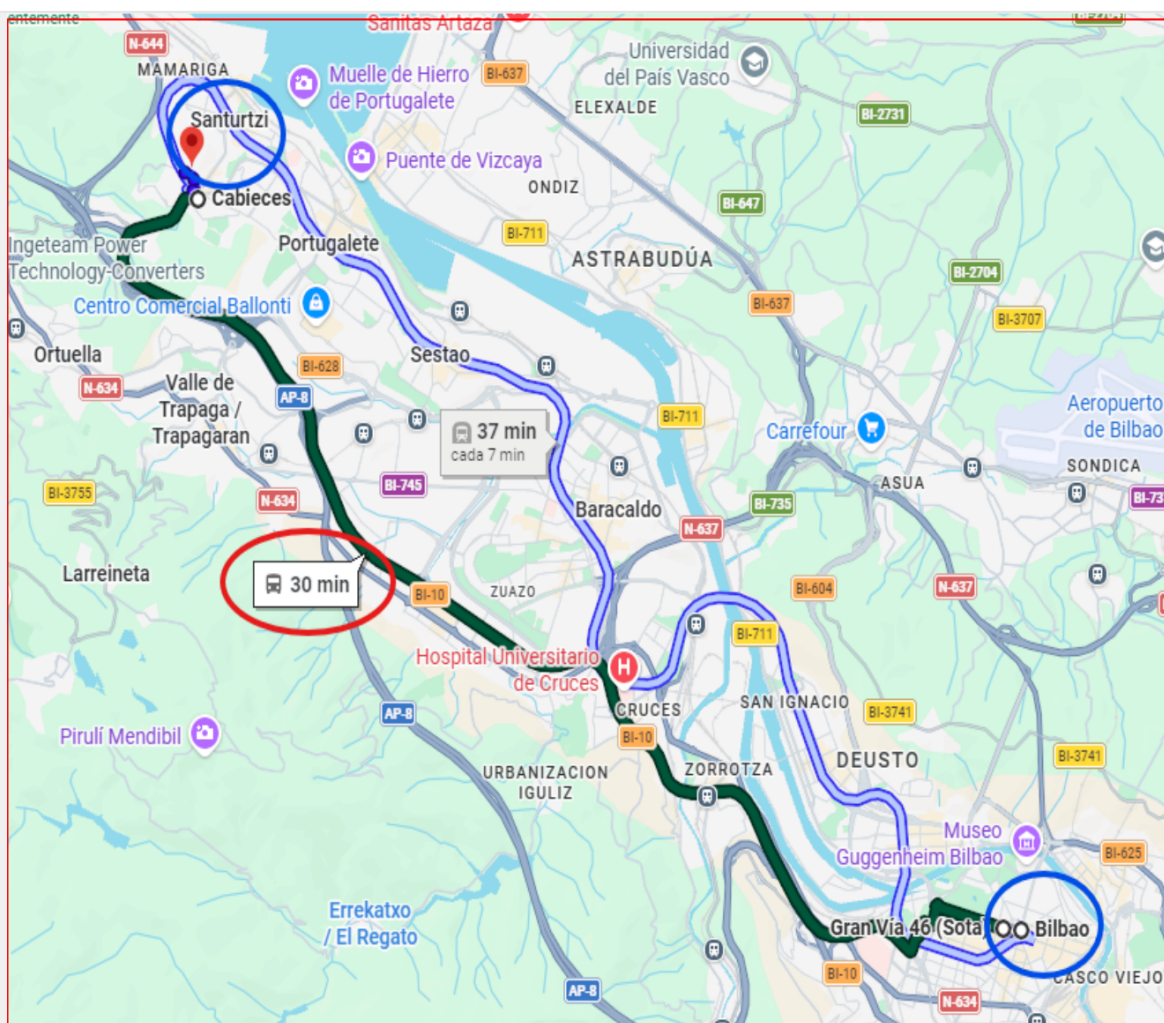 entemente
Sanitas Artaza
N-644
MAMARIGA
Muelle de Hierro
de Portugalete
BI-637
Universidad
del País Vasco
ELEXALDE
BI-2731
Santurtzi
Puente de Vizcaya
ONDIZ
Cabieces
BI-647
BI-711
Portugalete
ASTRABUDÚA
Ingeteam Power
Technology-Converters
BI-2704
Centro Comercial Ballonti
BI-637
BI-3707
Ortuella
Sestao
BI-628
Valle de
Trapaga /
Trapagaran
N-634
AP-8
BI-711
Aeropuerto
de Bilbao
37 min
cada 7 min
Carrefour
SONDICA
ASUA
BI-3755
BI-745
N-634
BI-735
BI-73
Baracaldo
N-637
Larreineta
30 min
BI-10
ZUAZO
BI-604
N-637
BI-711
Hospital Universitario
de Cruces
H
CRUCES
SAN IGNACIO
AP-8
BI-3741
Pirulí Mendibil
BI-10
DEUSTO
BI-3741
URBANIZACION
IGULIZ
ZORROTZA
Museo
Guggenheim Bilbao
BI-625
Errekatxo
/ El Regato
Gran Vía 46 (Sota)
Bilbao
BI-10
CASCO VIEJO
AP-8
N-634